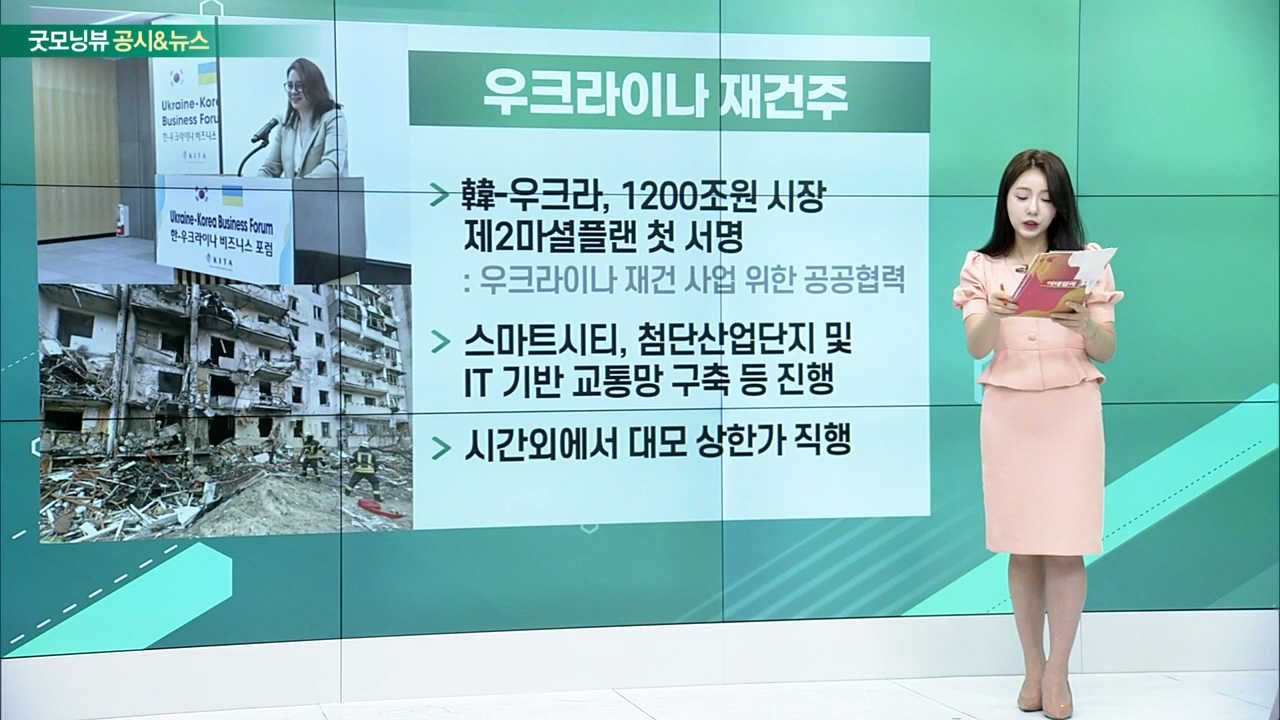 굿모닝뷰 공시&뉴스
우크라이나 재건주
韓-우크라, 1200조원 시장
제2마셜플랜 첫 서명
: 우크라이나 재건 사업 위한 공공협력
스마트시티, 첨단산업단지 및
IT 기반 교통망 구축 등 진행
시간외에서 대모 상한가 직행
Ukraine-Kore
Business Foru
한-우크라이나 비즈니스
KITA
Ukraine-Korea Business Forum
한-우크라이나 비즈니스 포럼
KITA